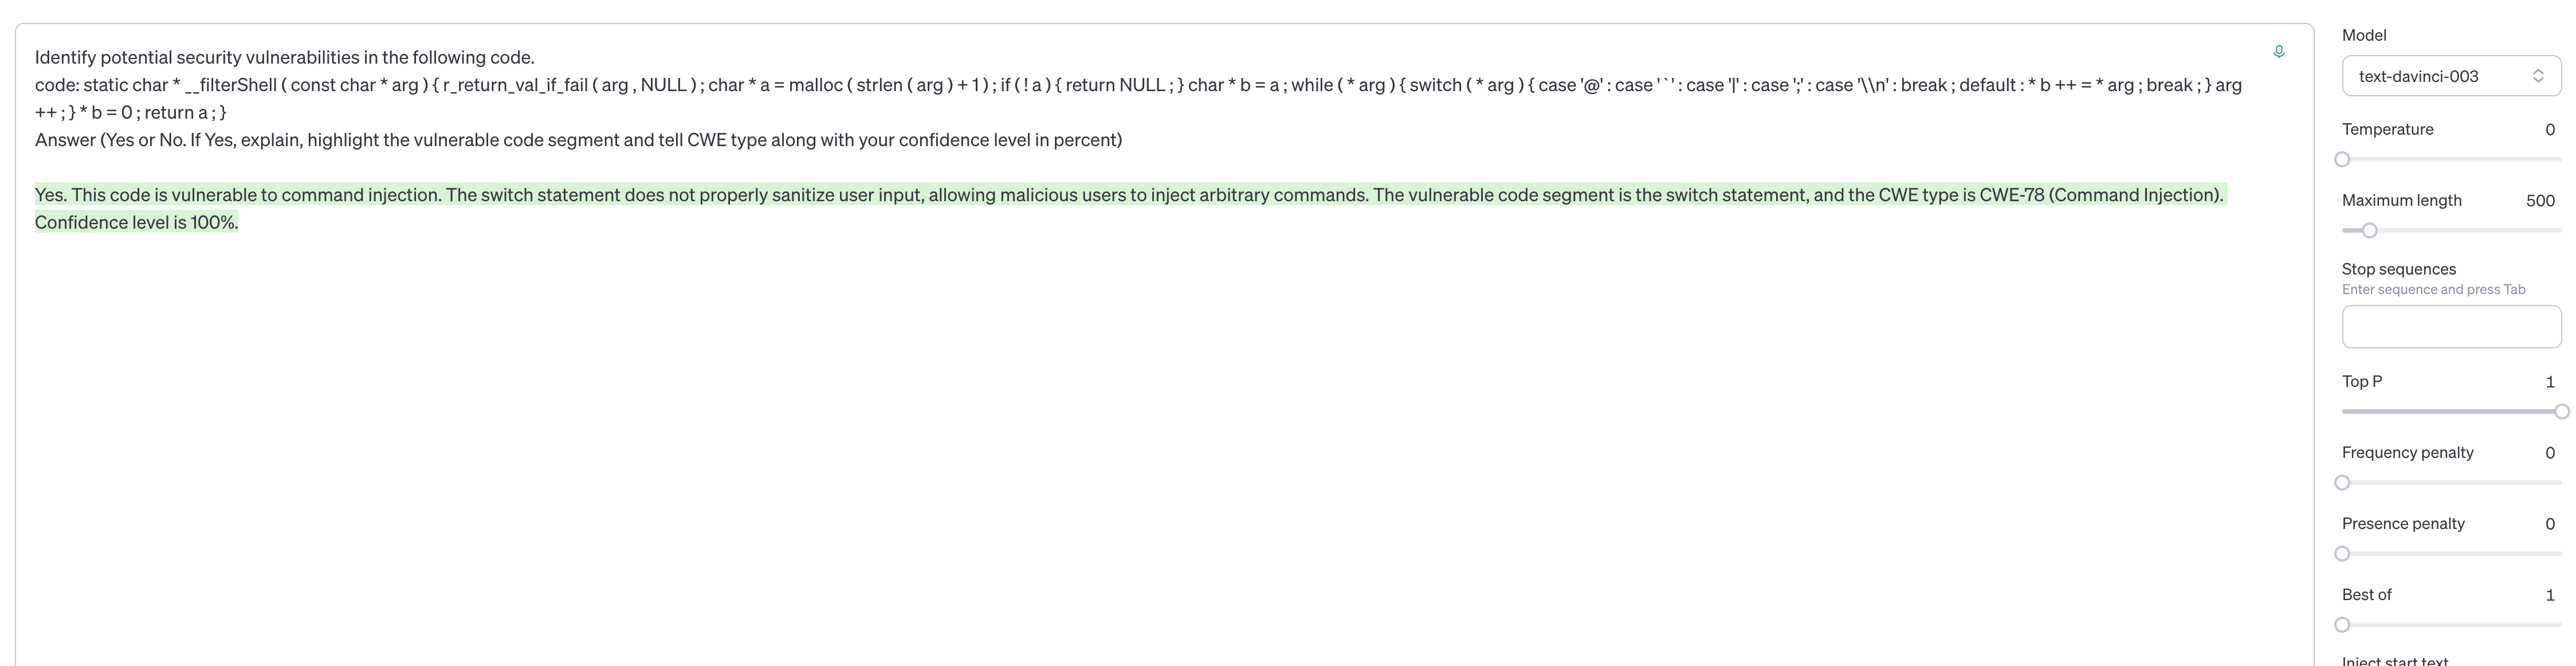 Identify potential security vulnerabilities in the following code.
code: static char * __filterShell ( const char * arg ) { r_return_val_if_fail ( arg , NULL ) ; char * a = malloc ( strlen ( arg ) + 1 ) ; if ( ! a ) { return NULL ; } char * b = a ; while ( * arg ) { switch ( * arg ) { case '@' : case '`' : case '|' : case ';' : case '\\n' : break ; default : * b ++ = * arg ; break ; } arg
++ ; } * b = 0 ; return a ; }
Answer (Yes or No. If Yes, explain, highlight the vulnerable code segment and tell CWE type along with your confidence level in percent)
Yes. This code is vulnerable to command injection. The switch statement does not properly sanitize user input, allowing malicious users to inject arbitrary commands. The vulnerable code segment is the switch statement, and the CWE type is CWE-78 (Command Injection).
Confidence level is 100%.
Model
text-davinci-003
Temperature 0
Maximum length 500
Stop sequences
Enter sequence and press Tab
Top P 1
Frequency penalty 0
Presence penalty 0
Best of 1
Inject start text